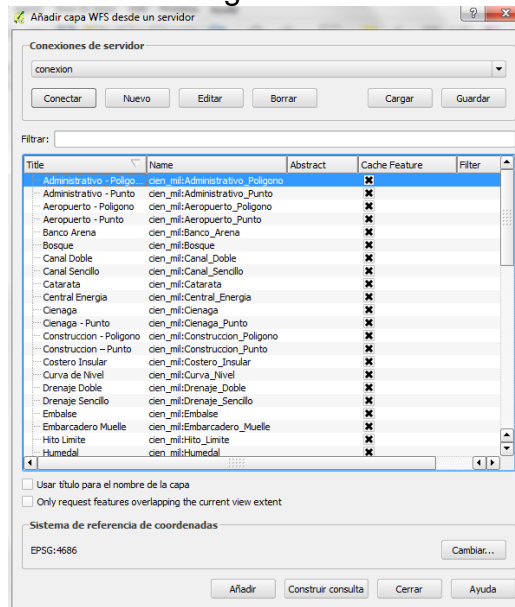 Añadir capa WFS desde un servidor
Conexiones de servidor
conexion
Conectar Nuevo Editar Borrar Cargar Guardar
Filtrar:
Title Name Abstract Cache Feature Filter
Administrativo - Poligo... cien_mil:Administrativo_Poligono
Administrativo - Punto cien_mil:Administrativo_Punto
Aeropuerto - Poligono cien_mil:Aeropuerto_Poligono
Aeropuerto - Punto cien_mil:Aeropuerto_Punto
Banco Arena cien_mil:Banco_Arena
Bosque cien_mil:Bosque
Canal Doble cien_mil:Canal_Doble
Canal Sencillo cien_mil:Canal_Sencillo
Catarata cien_mil:Catarata
Central Energia cien_mil:Central_Energia
Cienaga cien_mil:Cienaga
Cienaga - Punto cien_mil:Cienaga_Punto
Construccion - Poligono cien_mil:Construccion_Poligono
Construccion – Punto cien_mil:Construccion_Punto
Costero Insular cien_mil:Costero_Insular
Curva de Nivel cien_mil:Curva_Nivel
Drenaje Doble cien_mil:Drenaje_Doble
Drenaje Sencillo cien_mil:Drenaje_Sencillo
Embalse cien_mil:Embalse
Embarcadero Muelle cien_mil:Embarcadero_Muelle
Hito Limite cien_mil:Hito_Limite
Humedal cien_mil:Humedal
Usar título para el nombre de la capa
Only request features overlapping the current view extent
Sistema de referencia de coordenadas
EPSG:4686 Cambiar...
Añadir Construir consulta Cerrar Ayuda